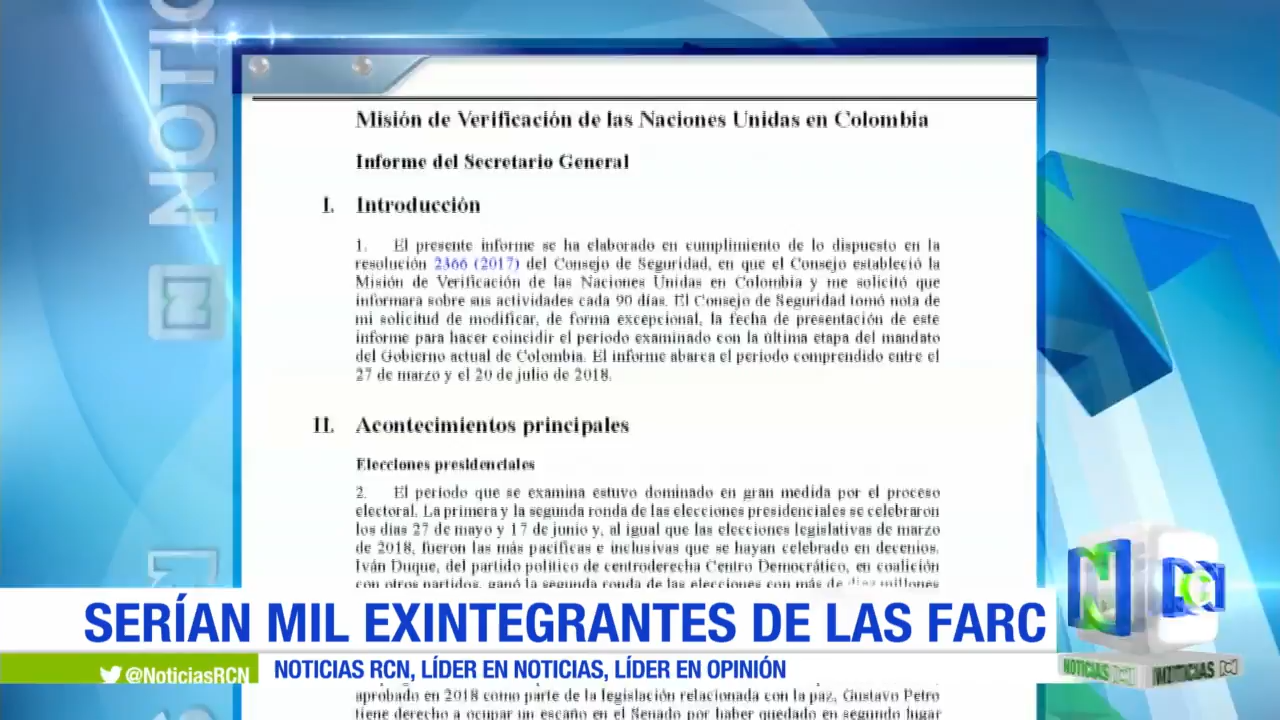 NOTIC
Misión de Verificación de las Naciones Unidas en Colombia
Informe del Secretario General
I. Introducción
1. El presente informe se ha elaborado en cumplimiento de lo dispuesto en la
resolución 2366 (2017) del Consejo de Seguridad, en que el Consejo estableció la
Misión de Verificación de las Naciones Unidas en Colombia y me solicitó que
informara sobre sus actividades cada 90 días. El Consejo de Seguridad tomó nota de
mi solicitud de modificar, de forma excepcional, la fecha de presentación de este
informe para hacer coincidir el período examinado con la última etapa del mandato
del Gobierno actual de Colombia. El informe abarca el período comprendido entre el
27 de marzo y el 20 de julio de 2018.
II. Acontecimientos principales
Elecciones presidenciales
2. El período que se examina estuvo dominado en gran medida por el proceso
electoral. La primera y la segunda ronda de las elecciones presidenciales se celebraron
los días 27 de mayo y 17 de junio y, al igual que las elecciones legislativas de marzo
de 2018, fueron las más pacíficas e inclusivas que se hayan celebrado en decenios.
Iván Duque, del partido político de centroderecha Centro Democrático, en coalición
con otros partidos, ganó la segunda ronda de las elecciones con más de diez millones
SERÍAN MIL EXINTEGRANTES DE LAS FARC
@NoticiasRCN
NOTICIAS RCN, LÍDER EN NOTICIAS, LÍDER EN OPINIÓN
NOTICIAS
aprobado en 2018 como parte de la legislación relacionada con la paz, Gustavo Petro
tiene derecho a ocupar un escaño en el Senado por haber quedado en segundo lugar